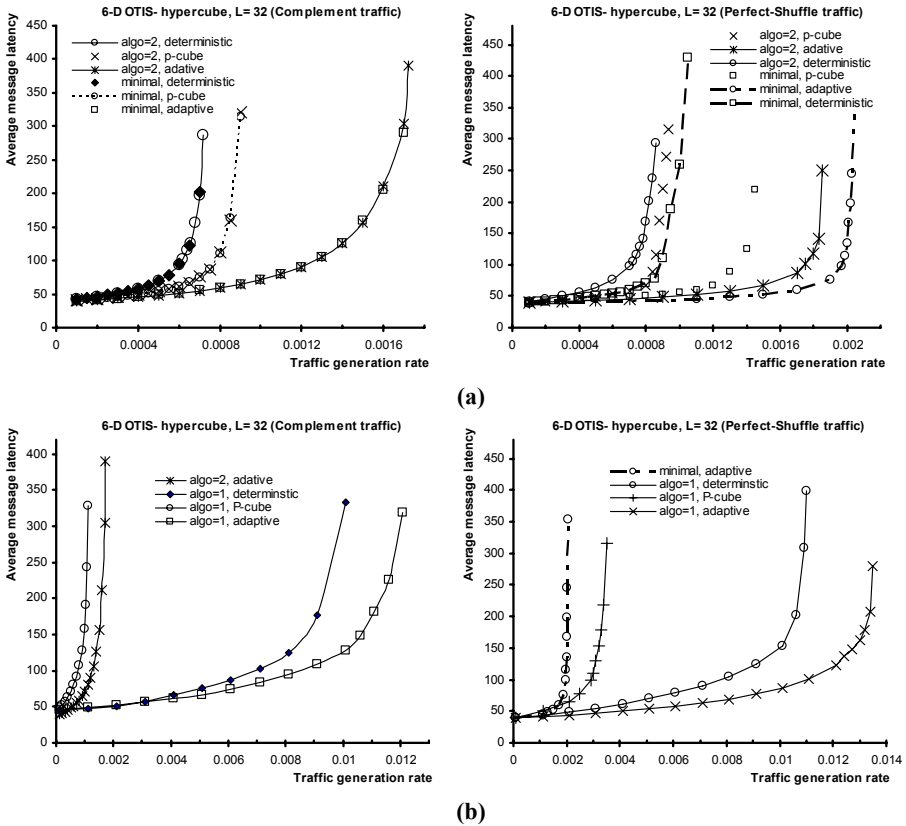 6-D OTIS- hypercube, L= 32 (Complement traffic)
Average message latency
450
400
350
300
250
200
150
100
50
0
algo=2, deterministic
algo=2, p-cube
algo=2, adative
minimal, deterministic
minimal, p-cube
minimal, adaptive
0
0.0004
0.0008
0.0012
0.0016
Traffic generation rate
6-D OTIS- hypercube, L= 32 (Perfect-Shuffle traffic)
Average message latency
450
400
350
300
250
200
150
100
50
0
algo=2, p-cube
algo=2, adative
algo=2, deterministic
minimal, p-cube
minimal, adaptive
minimal, deterministic
0
0.0004
0.0008
0.0012
0.0016
0.002
Traffic generation rate
(a)
6-D OTIS- hypercube, L= 32 (Complement traffic)
Average message latency
400
350
300
250
200
150
100
50
0
algo=2, adative
algo=1, determinstic
algo=1, P-cube
algo=1, adaptive
0
0.002
0.004
0.006
0.008
0.01
0.012
Traffic generation rate
6-D OTIS- hypercube, L= 32 (Perfect-Shuffle traffic)
Average message latency
450
400
350
300
250
200
150
100
50
0
minimal, adaptive
algo=1, deterministic
algo=1, P-cube
algo=1, adaptive
0
0.002
0.004
0.006
0.008
0.01
0.012
0.014
Traffic generation rate
(b)